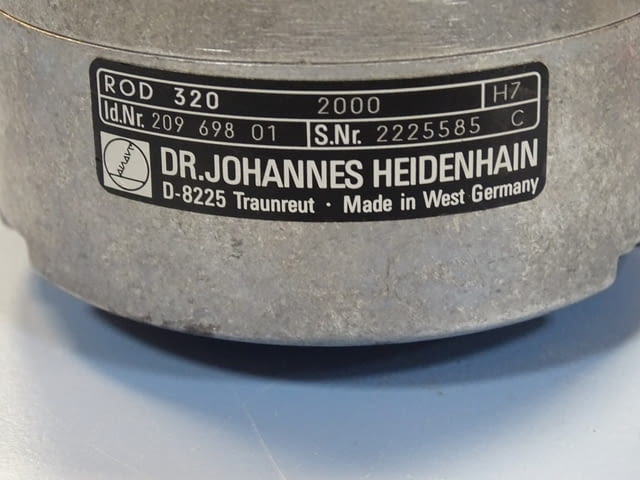 ROD 320 2000 H7
Id.Nr. 209 698 01 S.Nr. 2225585 C
DR.JOHANNES HEIDENHAIN
D-8225 Traunreut · Made in West Germany